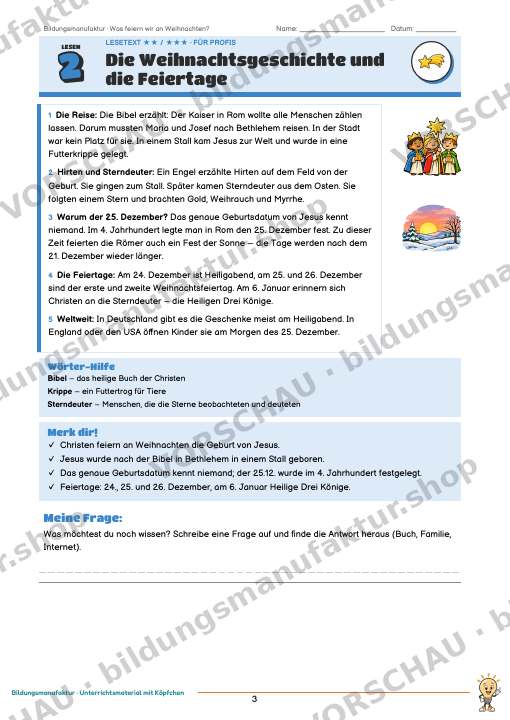 Bildungsmanufaktur · Was feiern wir an Weihnachten?
Name: ____________________ Datum: __________
LESEN
2
LESETEXT ★★ / ★★★ · FÜR PROFIS
Die Weihnachtsgeschichte und
die Feiertage
1 Die Reise: Die Bibel erzählt: Der Kaiser in Rom wollte alle Menschen zählen
lassen. Darum mussten Maria und Josef nach Bethlehem reisen. In der Stadt
war kein Platz für sie. In einem Stall kam Jesus zur Welt und wurde in eine
Futterkrippe gelegt.
2 Hirten und Sterndeuter: Ein Engel erzählte Hirten auf dem Feld von der
Geburt. Sie gingen zum Stall. Später kamen Sterndeuter aus dem Osten. Sie
folgten einem Stern und brachten Gold, Weihrauch und Myrrhe.
3 Warum der 25. Dezember? Das genaue Geburtsdatum von Jesus kennt
niemand. Im 4. Jahrhundert legte man in Rom den 25. Dezember fest. Zu dieser
Zeit feierten die Römer auch ein Fest der Sonne – die Tage werden nach dem
21. Dezember wieder länger.
4 Die Feiertage: Am 24. Dezember ist Heiligabend, am 25. und 26. Dezember
sind der erste und zweite Weihnachtsfeiertag. Am 6. Januar erinnern sich
Christen an die Sterndeuter – die Heiligen Drei Könige.
5 Weltweit: In Deutschland gibt es die Geschenke meist am Heiligabend. In
England oder den USA öffnen Kinder sie am Morgen des 25. Dezember.
Wörter-Hilfe
Bibel – das heilige Buch der Christen
Krippe – ein Futtertrog für Tiere
Sterndeuter – Menschen, die die Sterne beobachteten und deuteten
Merk dir!
✓ Christen feiern an Weihnachten die Geburt von Jesus.
✓ Jesus wurde nach der Bibel in Bethlehem in einem Stall geboren.
✓ Das genaue Geburtsdatum kennt niemand; der 25.12. wurde im 4. Jahrhundert festgelegt.
✓ Feiertage: 24., 25. und 26. Dezember, am 6. Januar Heilige Drei Könige.
Meine Frage:
Was möchtest du noch wissen? Schreibe eine Frage auf und finde die Antwort heraus (Buch, Familie,
Internet).
Bildungsmanufaktur · Unterrichtsmaterial mit Köpfchen
3
VORSCHAU · bildungsmanufaktur.shop
VORSCHAU · bildungsmanufaktur.shop
VORSCHAU · bildungsmanufaktur.shop